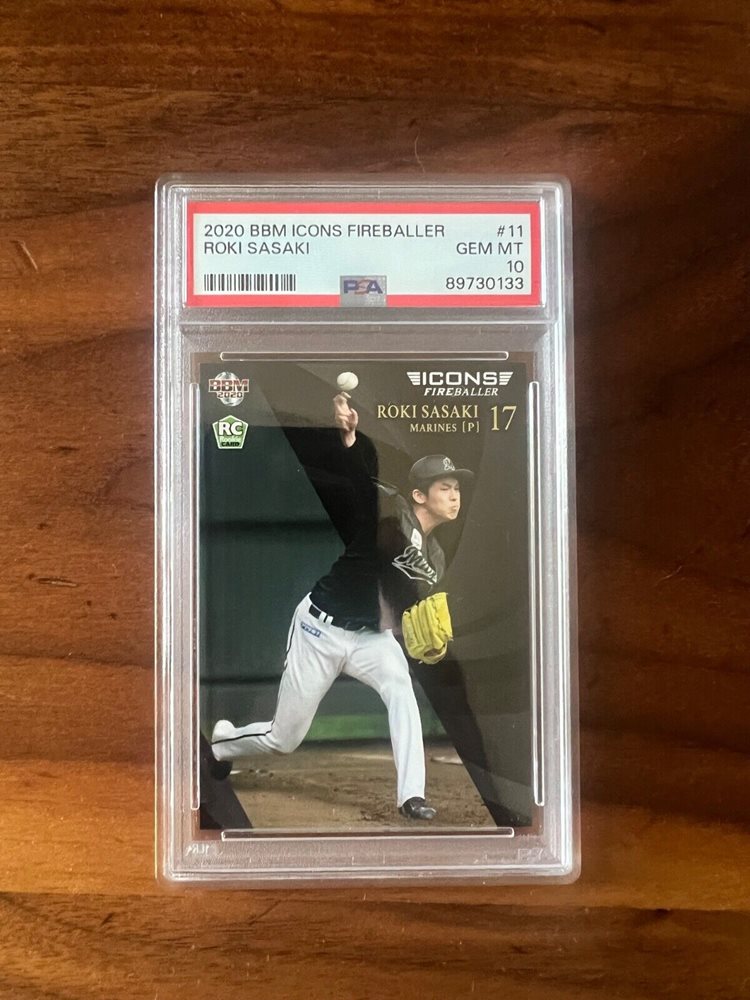 2020 BBM ICONS FIREBALLER #11
ROKI SASAKI GEM MT
10
PSA 89730133
BBM
2020
ICONS
FIREBALLER
RC
Rookie
CARD
ROKI SASAKI 17
MARINES [P]